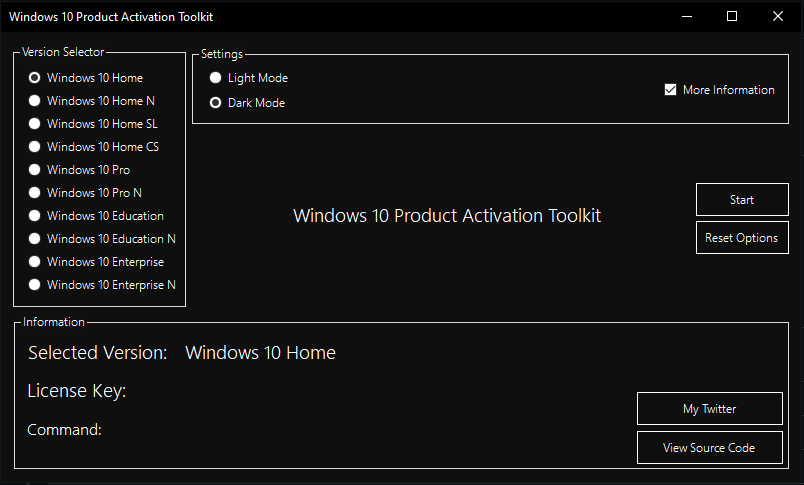 Windows 10 Product Activation Toolkit
Version Selector
Windows 10 Home
Windows 10 Home N
Windows 10 Home SL
Windows 10 Home CS
Windows 10 Pro
Windows 10 Pro N
Windows 10 Education
Windows 10 Education N
Windows 10 Enterprise
Windows 10 Enterprise N
Settings
Light Mode
Dark Mode
More Information
Windows 10 Product Activation Toolkit
Start
Reset Options
Information
Selected Version: Windows 10 Home
License Key:
Command:
My Twitter
View Source Code